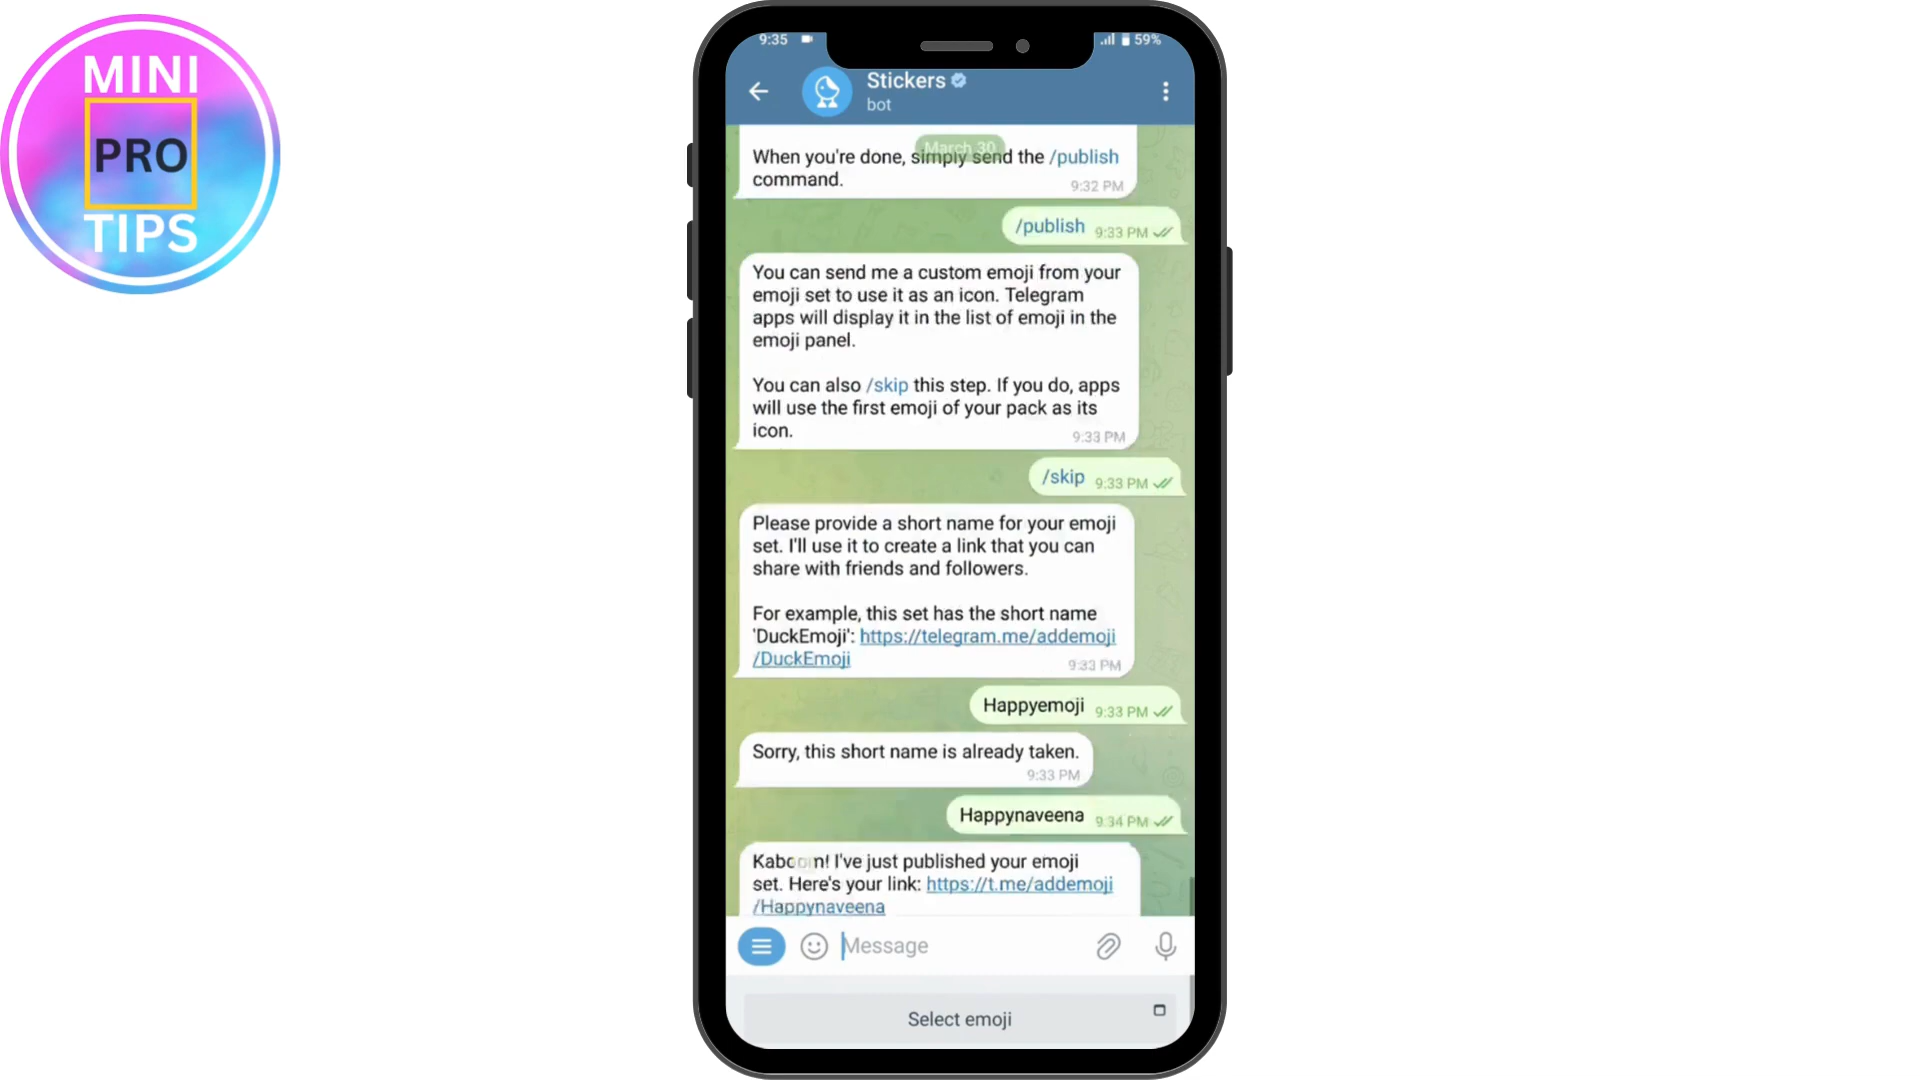 MINI
PRO
TIPS
9:35
59%
Stickers
bot
March 30
When you're done, simply send the /publish
command.
9:32 PM
/publish
9:33 PM
You can send me a custom emoji from your
emoji set to use it as an icon. Telegram
apps will display it in the list of emoji in the
emoji panel.
You can also /skip this step. If you do, apps
will use the first emoji of your pack as its
icon.
9:33 PM
/skip
9:33 PM
Please provide a short name for your emoji
set. I'll use it to create a link that you can
share with friends and followers.
For example, this set has the short name
'DuckEmoji': https://telegram.me/addemoji
/DuckEmoji
9:33 PM
Happyemoji
9:33 PM
Sorry, this short name is already taken.
9:33 PM
Happynaveena
9:34 PM
Kaboom! I've just published your emoji
set. Here's your link: https://t.me/addemoji
/Happynaveena
Message
Select emoji